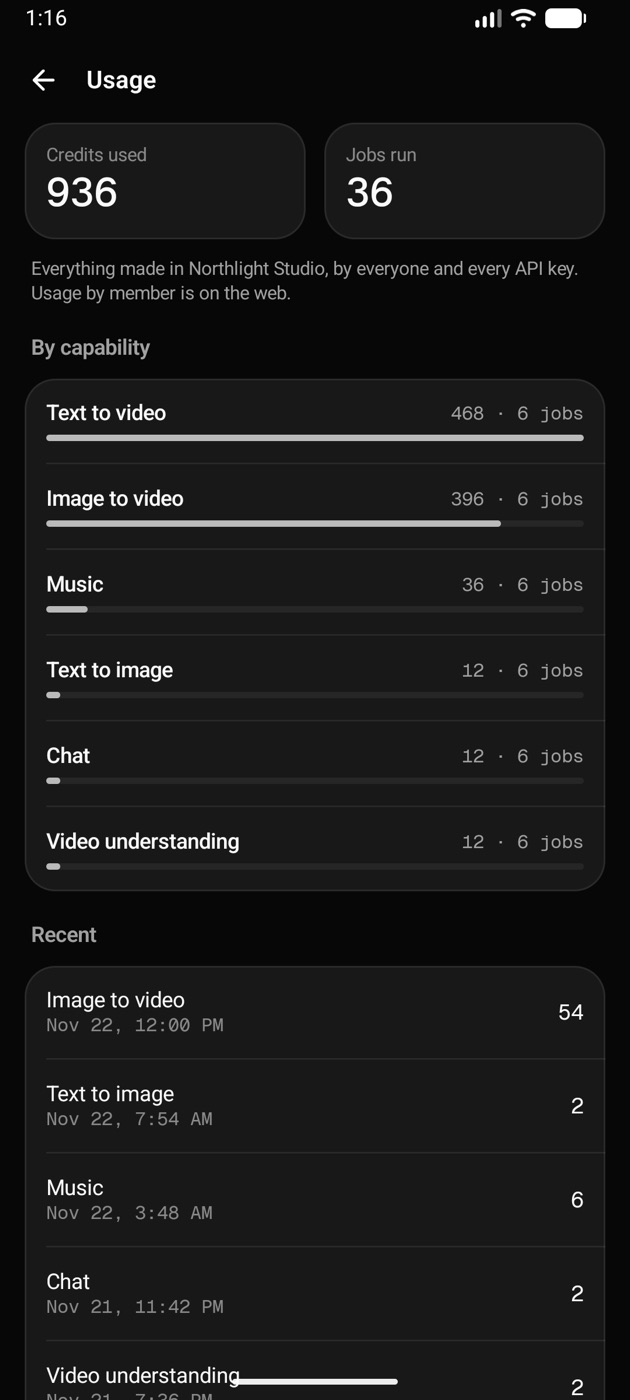 1:16
Usage
Credits used
936
Jobs run
36
Everything made in Northlight Studio, by everyone and every API key.
Usage by member is on the web.
By capability
Text to video
468 · 6 jobs
Image to video
396 · 6 jobs
Music
36 · 6 jobs
Text to image
12 · 6 jobs
Chat
12 · 6 jobs
Video understanding
12 · 6 jobs
Recent
Image to video
Nov 22, 12:00 PM
54
Text to image
Nov 22, 7:54 AM
2
Music
Nov 22, 3:48 AM
6
Chat
Nov 21, 11:42 PM
2
Video understanding
Nov 21, 7:36 PM
2